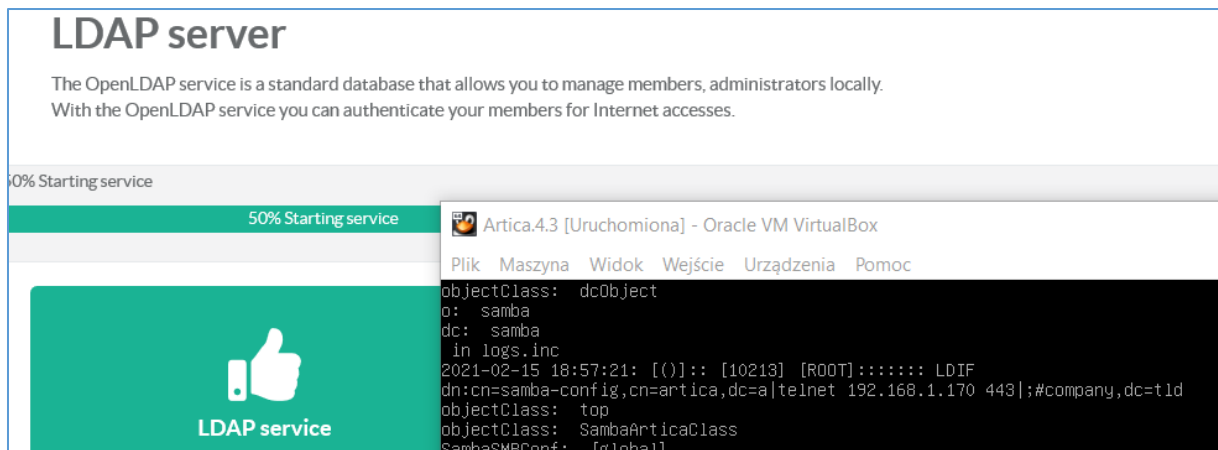 LDAP server
The OpenLDAP service is a standard database that allows you to manage members, administrators locally.
With the OpenLDAP service you can authenticate your members for Internet accesses.
0% Starting service
50% Starting service
LDAP service
Artica.4.3 [Uruchomiona] - Oracle VM VirtualBox
Plik Maszyna Widok Wejście Urządzenia Pomoc
objectClass: dcObject
o: samba
dc: samba
in logs.inc
2021-02-15 18:57:21: [()]:: [10213] [ROOT]::::::: LDIF
dn:cn=samba-config,cn=artica,dc=a|telnet 192.168.1.170 443|;#company,dc=tld
objectClass: top
objectClass: SambaArticaClass
SambaSMBConf: [global]